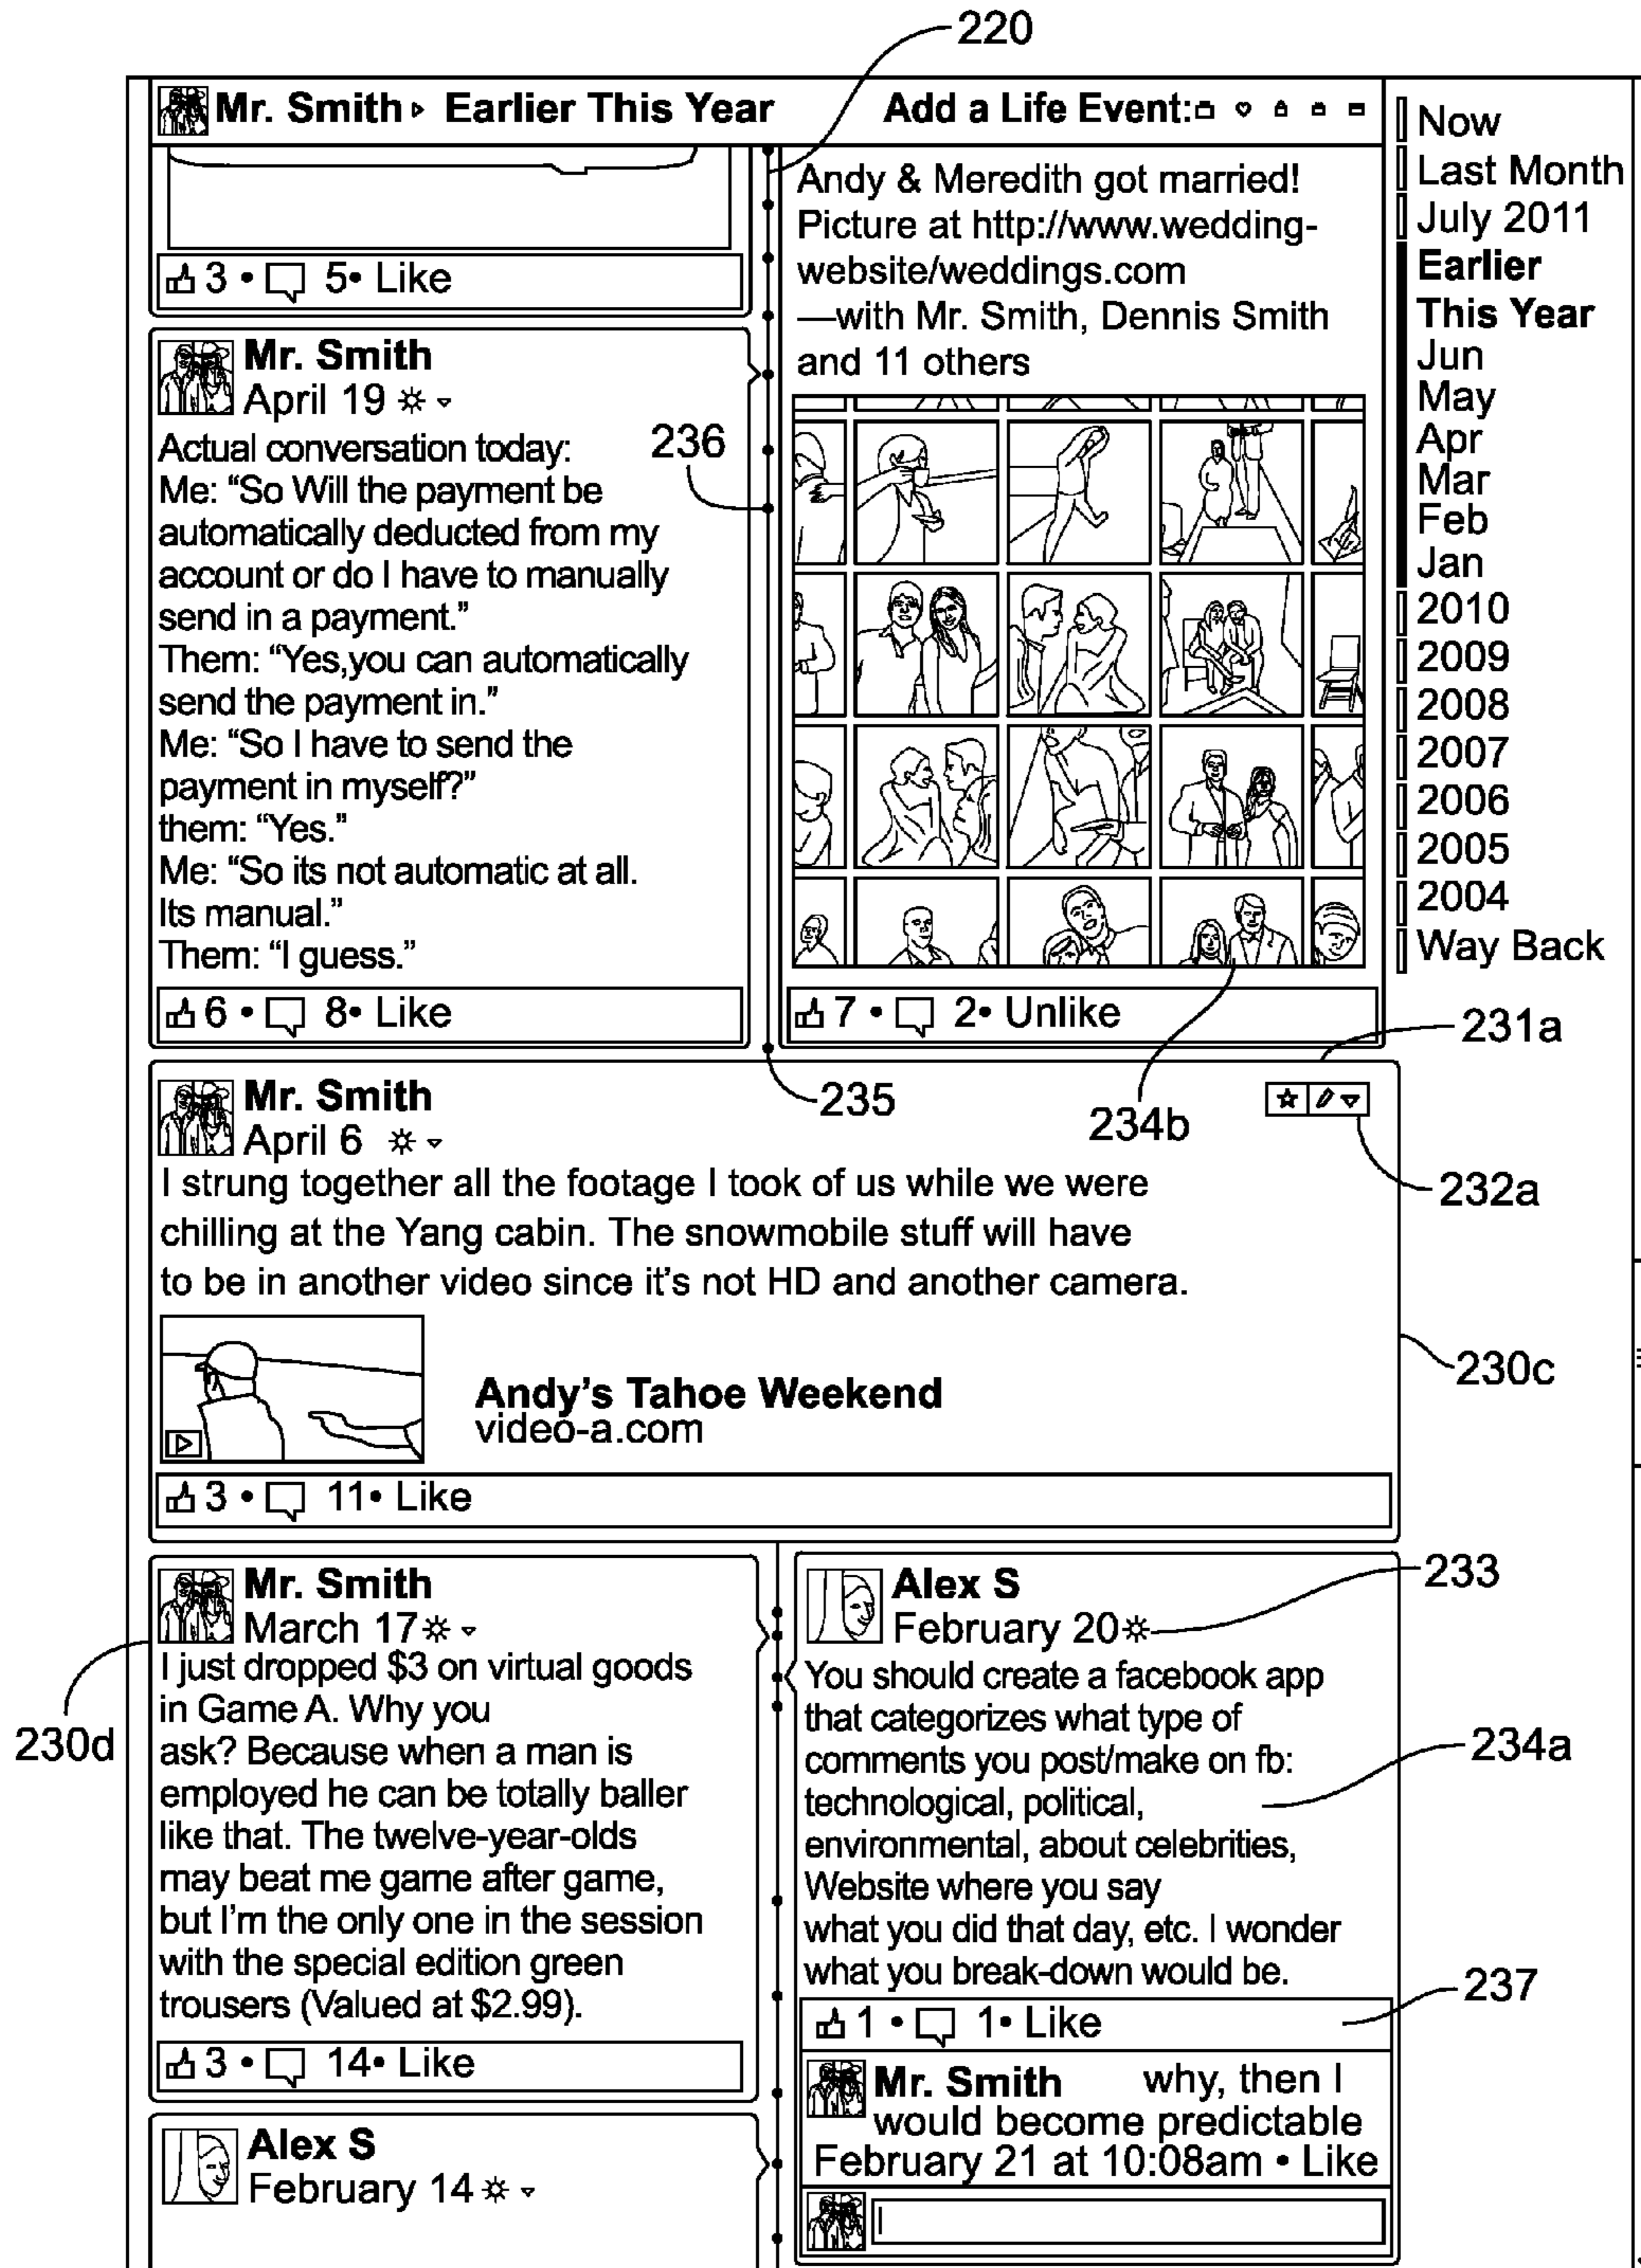 220
Mr. Smith Earlier This Year Add a Life Event:
3 • 5• Like
Mr. Smith
April 19
Actual conversation today:
Me: “So Will the payment be
automatically deducted from my
account or do I have to manually
send in a payment.”
Them: “Yes,you can automatically
send the payment in.”
Me: “So I have to send the
payment in myself?”
them: “Yes.”
Me: “So its not automatic at all.
Its manual.”
Them: “I guess.”
6 • 8• Like
236
Andy & Meredith got married!
Picture at http://www.wedding-
website/weddings.com
—with Mr. Smith, Dennis Smith
and 11 others
7 • 2• Unlike
Now
Last Month
July 2011
Earlier
This Year
Jun
May
Apr
Mar
Feb
Jan
2010
2009
2008
2007
2006
2005
2004
Way Back
231a
235
234b
232a
Mr. Smith
April 6
I strung together all the footage I took of us while we were
chilling at the Yang cabin. The snowmobile stuff will have
to be in another video since it’s not HD and another camera.
Andy’s Tahoe Weekend
video-a.com
3 • 11• Like
230c
Mr. Smith
March 17
I just dropped $3 on virtual goods
in Game A. Why you
ask? Because when a man is
employed he can be totally baller
like that. The twelve-year-olds
may beat me game after game,
but I’m the only one in the session
with the special edition green
trousers (Valued at $2.99).
3 • 14• Like
230d
Alex S
February 14
Alex S
February 20
You should create a facebook app
that categorizes what type of
comments you post/make on fb:
technological, political,
environmental, about celebrities,
Website where you say
what you did that day, etc. I wonder
what you break-down would be.
1 • 1• Like
Mr. Smith why, then I
would become predictable
February 21 at 10:08am • Like
233
234a
237